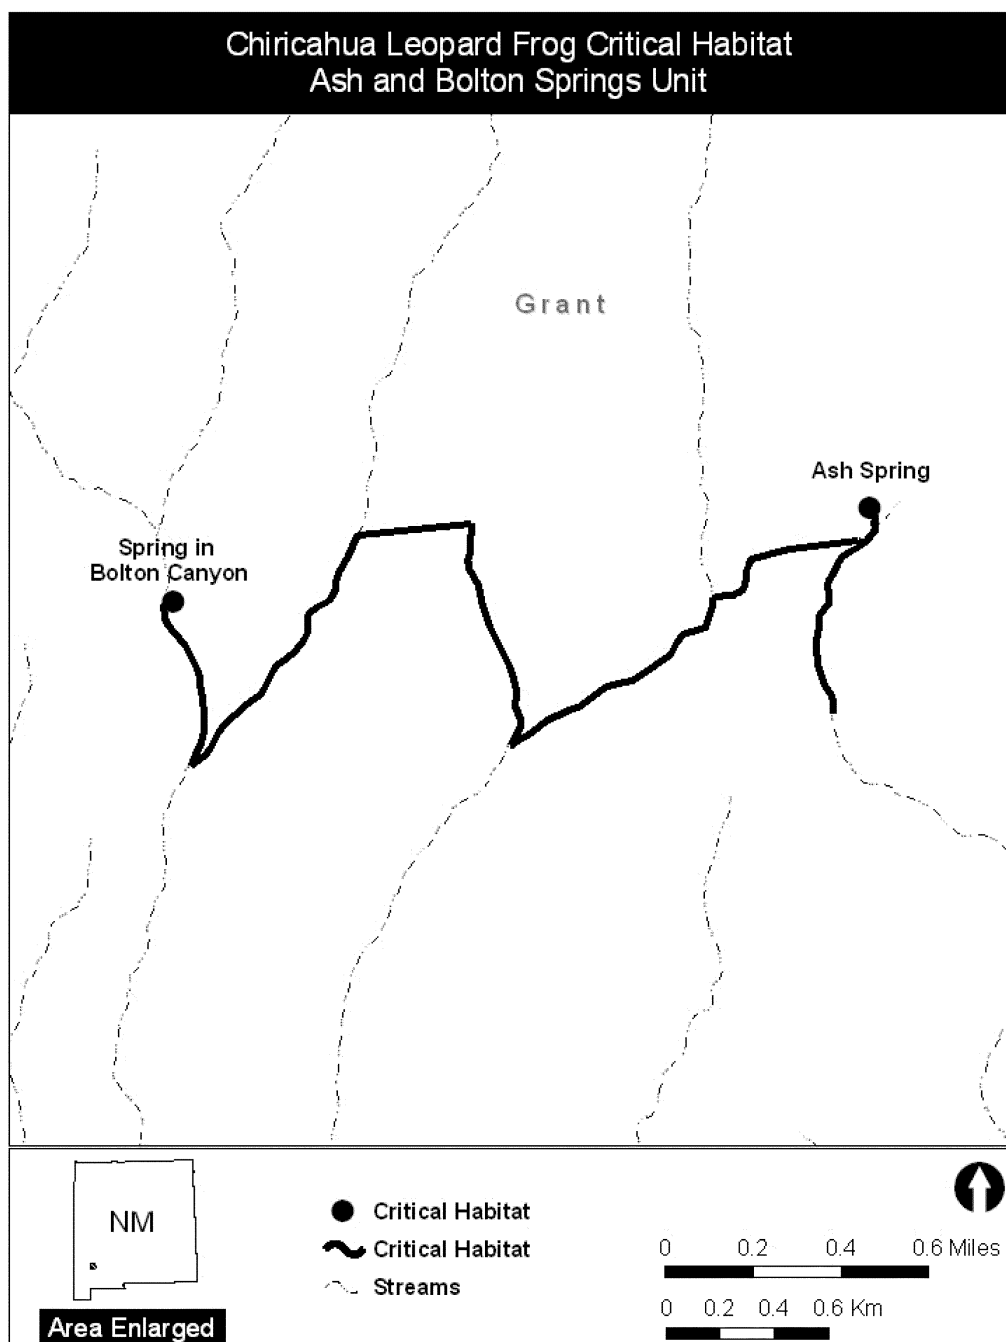 Chiricahua Leopard Frog Critical Habitat
Ash and Bolton Springs Unit
Grant
Ash Spring
Spring in
Bolton Canyon
NM
Area Enlarged
Critical Habitat
Critical Habitat
Streams
0 0.2 0.4 0.6 Miles
0 0.2 0.4 0.6 Km